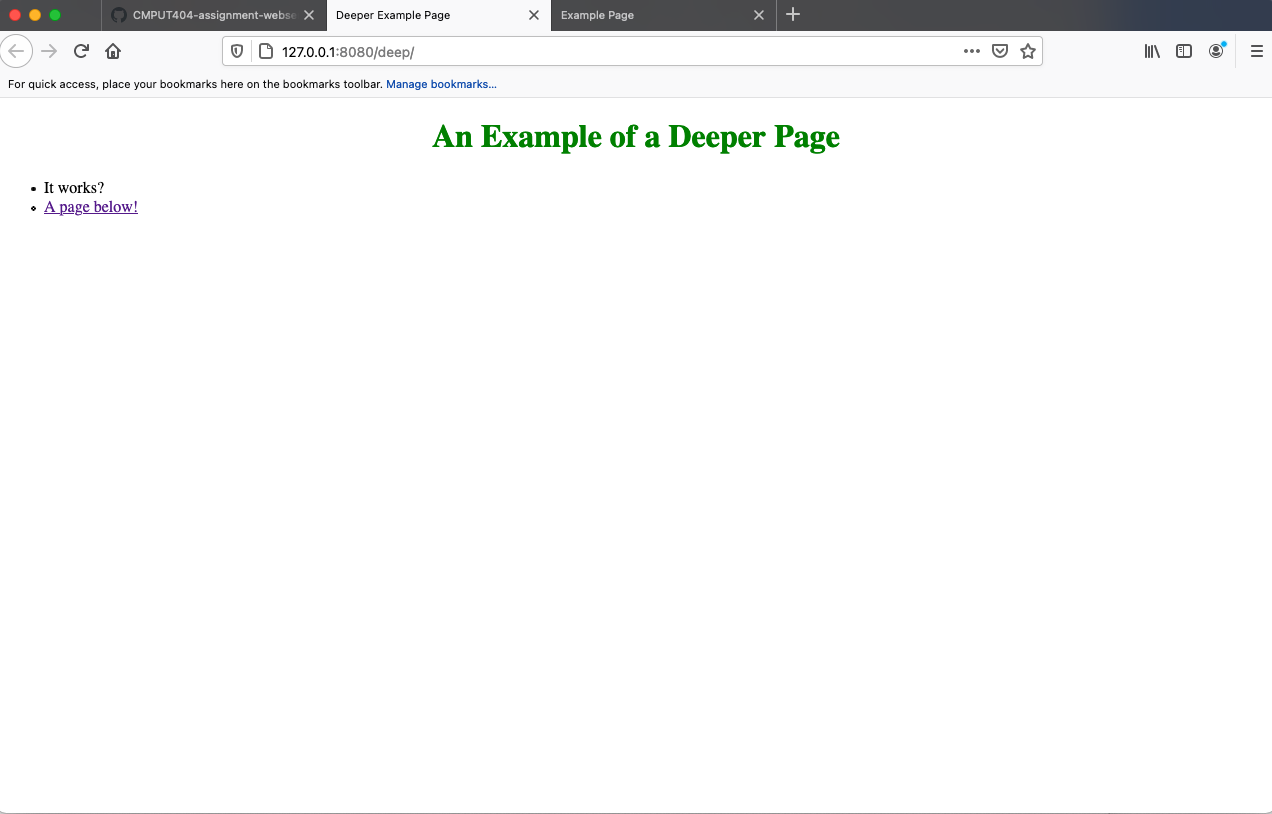 CMPUT404-assignment-webse
Deeper Example Page
Example Page
127.0.0.1:8080/deep/
For quick access, place your bookmarks here on the bookmarks toolbar. Manage bookmarks...
An Example of a Deeper Page
It works?
A page below!